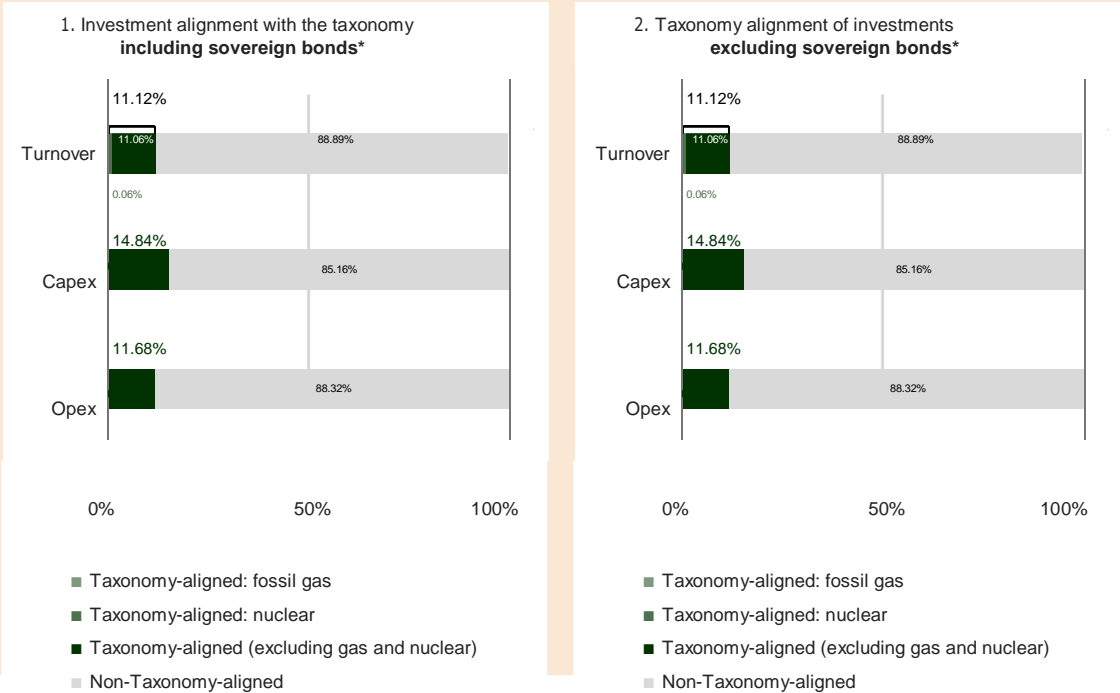 1. Investment alignment with the taxonomy
including sovereign bonds*
11.12%
11.06%
88.89%
Turnover
0.06%
14.84%
85.16%
Capex
11.68%
88.32%
Opex
0%
50%
100%
Taxonomy-aligned: fossil gas
Taxonomy-aligned: nuclear
Taxonomy-aligned (excluding gas and nuclear)
Non-Taxonomy-aligned
2. Taxonomy alignment of investments
excluding sovereign bonds*
11.12%
11.06%
88.89%
Turnover
0.06%
14.84%
85.16%
Capex
11.68%
88.32%
Opex
0%
50%
100%
Taxonomy-aligned: fossil gas
Taxonomy-aligned: nuclear
Taxonomy-aligned (excluding gas and nuclear)
Non-Taxonomy-aligned